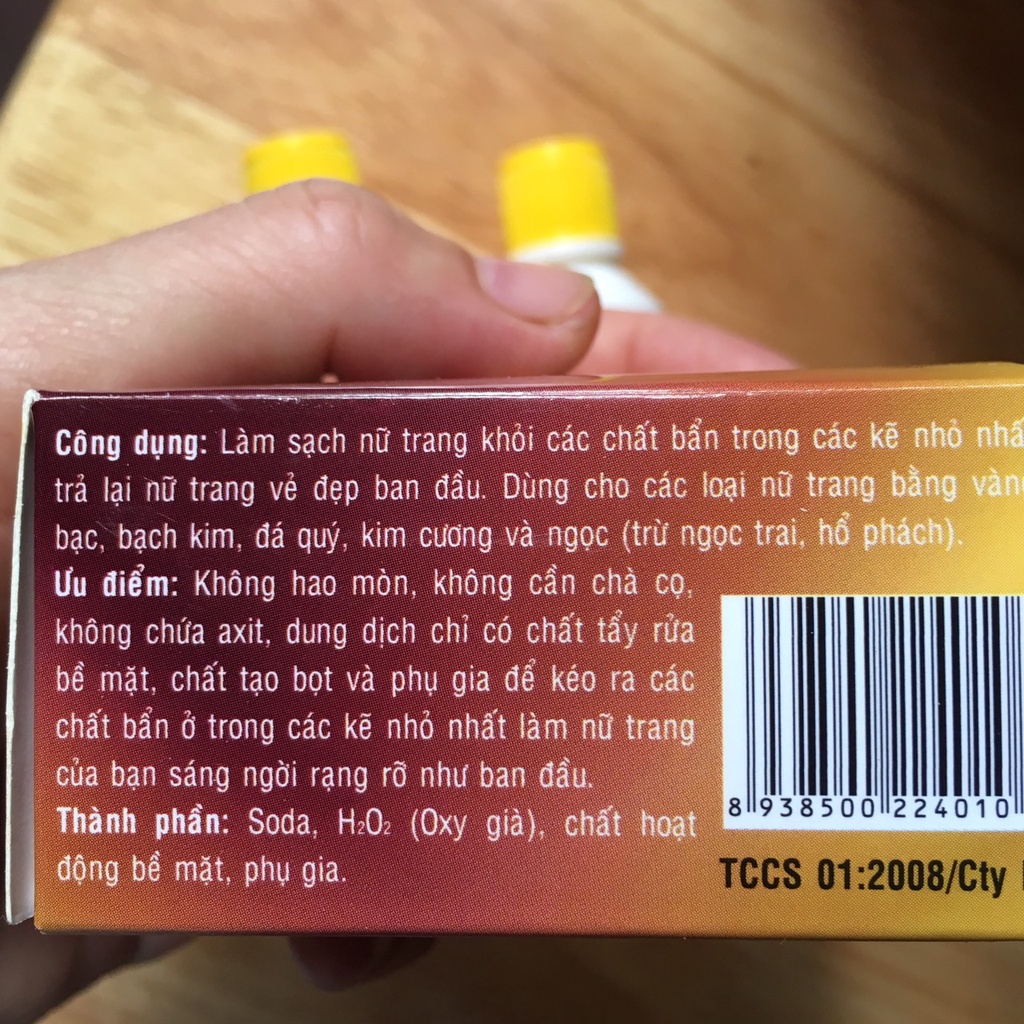 Công dụng: Làm sạch nữ trang khỏi các chất bẩn trong các kẽ nhỏ
trả lại nữ trang vẻ đẹp ban đầu. Dùng cho các loại nữ trang bằng
bạc, bạch kim, đá quý, kim cương và ngọc (trừ ngọc trai, hổ phách).
Ưu điểm: Không hao mòn, không cần chà cọ,
không chứa axit, dung dịch chỉ có chất tẩy rửa
bề mặt, chất tạo bọt và phụ gia để kéo ra các
chất bẩn ở trong các kẽ nhỏ nhất làm nữ trang
của bạn sáng ngời rạng rỡ như ban đầu.
Thành phần: Soda, H₂O₂ (Oxy già), chất hoạt
động bề mặt, phụ gia.
8 938500 224010
TCCS 01:2008/Cty